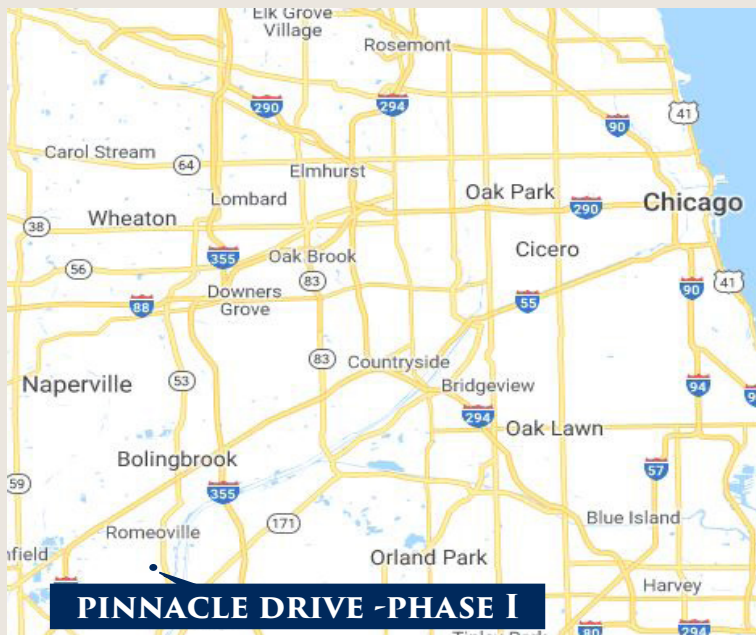 Elk Grove
Village
Rosemont
290
294
41
90
Carol Stream
64
Elmhurst
Lombard
Oak Park
290
Chicago
38
Wheaton
Cicero
355
Oak Brook
56
83
41
Downers
Grove
88
55
90
83
Countryside
Naperville
53
Bridgeview
94
294
Oak Lawn
Bolingbrook
57
59
355
171
Blue Island
Romeoville
nfield
Orland Park
Harvey
PINNACLE DRIVE -PHASE I
80
294